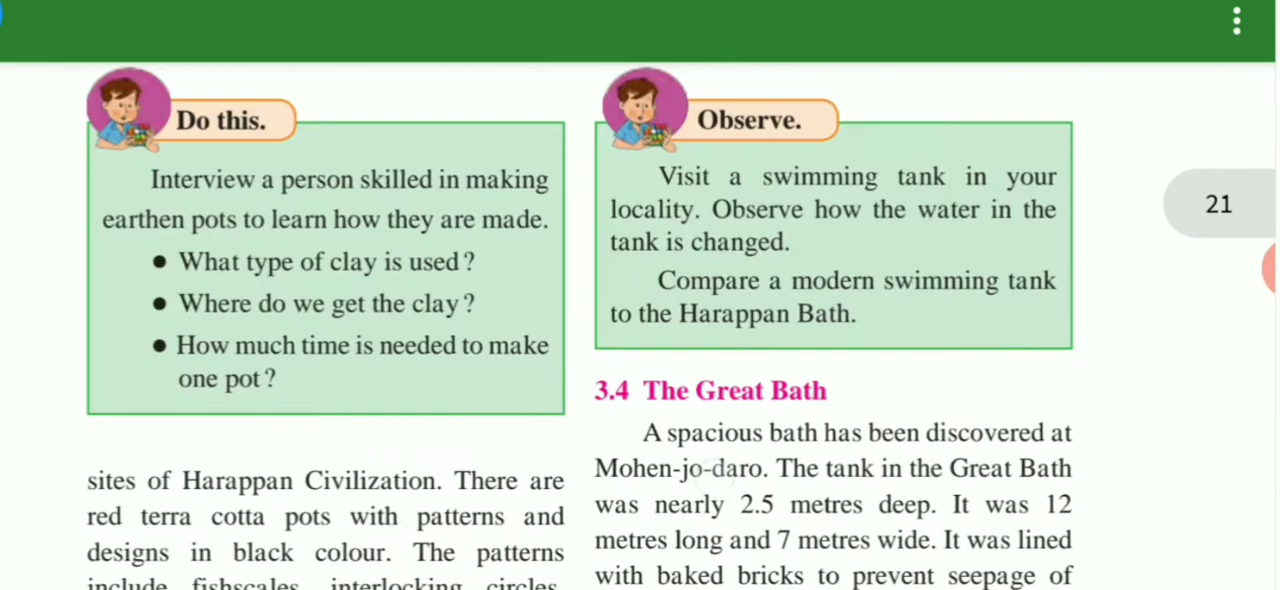 Do this.
Interview a person skilled in making
earthen pots to learn how they are made.
● What type of clay is used?
● Where do we get the clay?
● How much time is needed to make
one pot?
sites of Harappan Civilization. There are
red terra cotta pots with patterns and
designs in black colour. The patterns
include fishscales, interlocking circles,
Observe.
Visit a swimming tank in your
locality. Observe how the water in the
tank is changed.
Compare a modern swimming tank
to the Harappan Bath.
3.4 The Great Bath
A spacious bath has been discovered at
Mohen-jo-daro. The tank in the Great Bath
was nearly 2.5 metres deep. It was 12
metres long and 7 metres wide. It was lined
with baked bricks to prevent seepage of
21